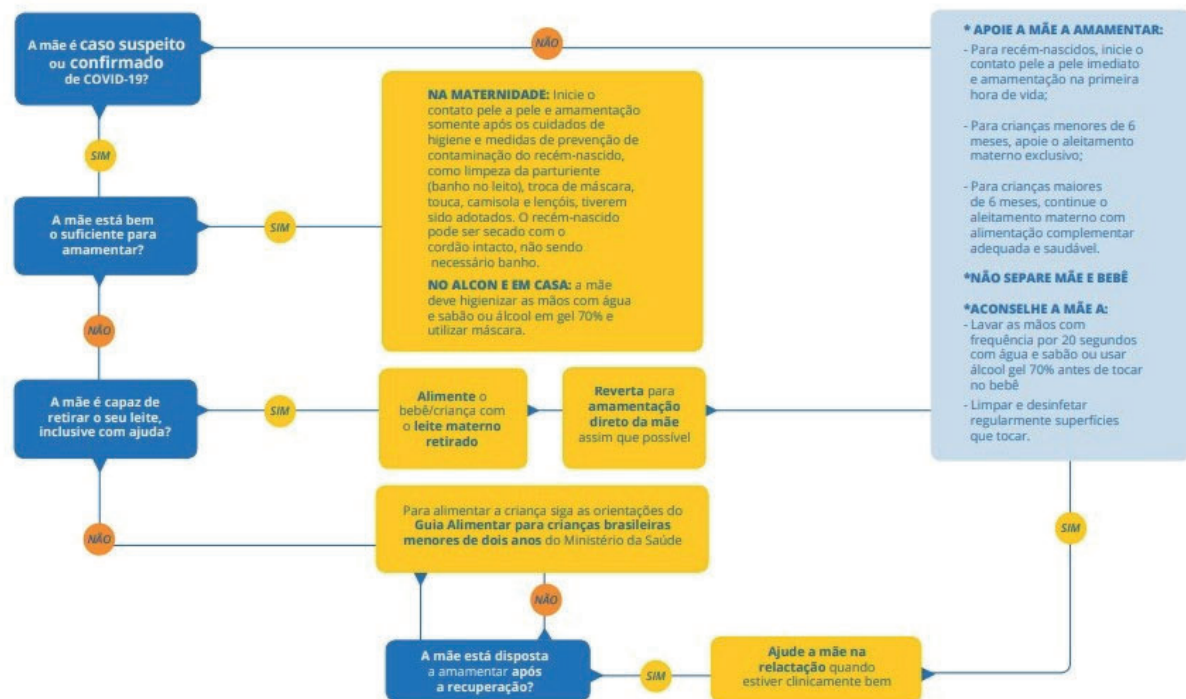 A mãe é caso suspeito
ou confirmado
de COVID-19?
NÃO
SIM
A mãe está bem
o suficiente para
amamentar?
SIM
NA MATERNIDADE: Inicie o
contato pele a pele e amamentação
somente após os cuidados de
higiene e medidas de prevenção de
contaminação do recém-nascido,
como limpeza da parturiente
(banho no leito), troca de máscara,
touca, camisola e lençóis, tiverem
sido adotados. O recém-nascido
pode ser secado com o
cordão intacto, não sendo
necessário banho.
NO ALCON E EM CASA: a mãe
deve higienizar as mãos com água
e sabão ou álcool em gel 70% e
utilizar máscara.
NÃO
A mãe é capaz de
retirar o seu leite,
inclusive com ajuda?
SIM
Alimente o
bebê/criança com
o leite materno
retirado
Reverta para
amamentação
direto da mãe
assim que possível
* APOIE A MÃE A AMAMENTAR:
- Para recém-nascidos, inicie o
contato pele a pele imediato
e amamentação na primeira
hora de vida;
- Para crianças menores de 6
meses, apoie o aleitamento
materno exclusivo;
- Para crianças maiores
de 6 meses, continue o
aleitamento materno com
alimentação complementar
adequada e saudável.
*NÃO SEPARE MÃE E BEBÊ
*ACONSELHE A MÃE A:
- Lavar as mãos com
frequência por 20 segundos
com água e sabão ou usar
álcool gel 70% antes de tocar
no bebê
- Limpar e desinfetar
regularmente superfícies
que tocar.
NÃO
Para alimentar a criança siga as orientações do
Guia Alimentar para crianças brasileiras
menores de dois anos do Ministério da Saúde
NÃO
A mãe está disposta
a amamentar após
a recuperação?
SIM
Ajude a mãe na
relactação quando
estiver clinicamente bem
SIM